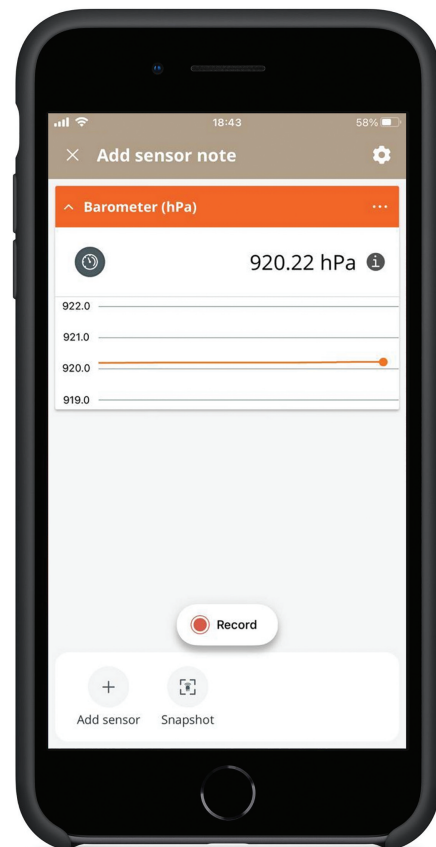 18:43
58%
Add sensor note
Barometer (hPa)
920.22 hPa
922.0
921.0
920.0
919.0
Record
Add sensor
Snapshot